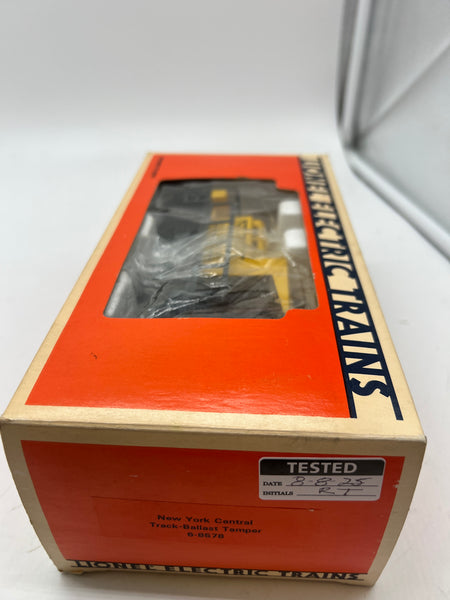 LIONEL ELECTRIC TRAINS
TESTED
DATE 8-8-25
INITIALS RT
New York Central
Track-Ballast Tamper
6-8578
LIONEL ELECTRIC TRAINS